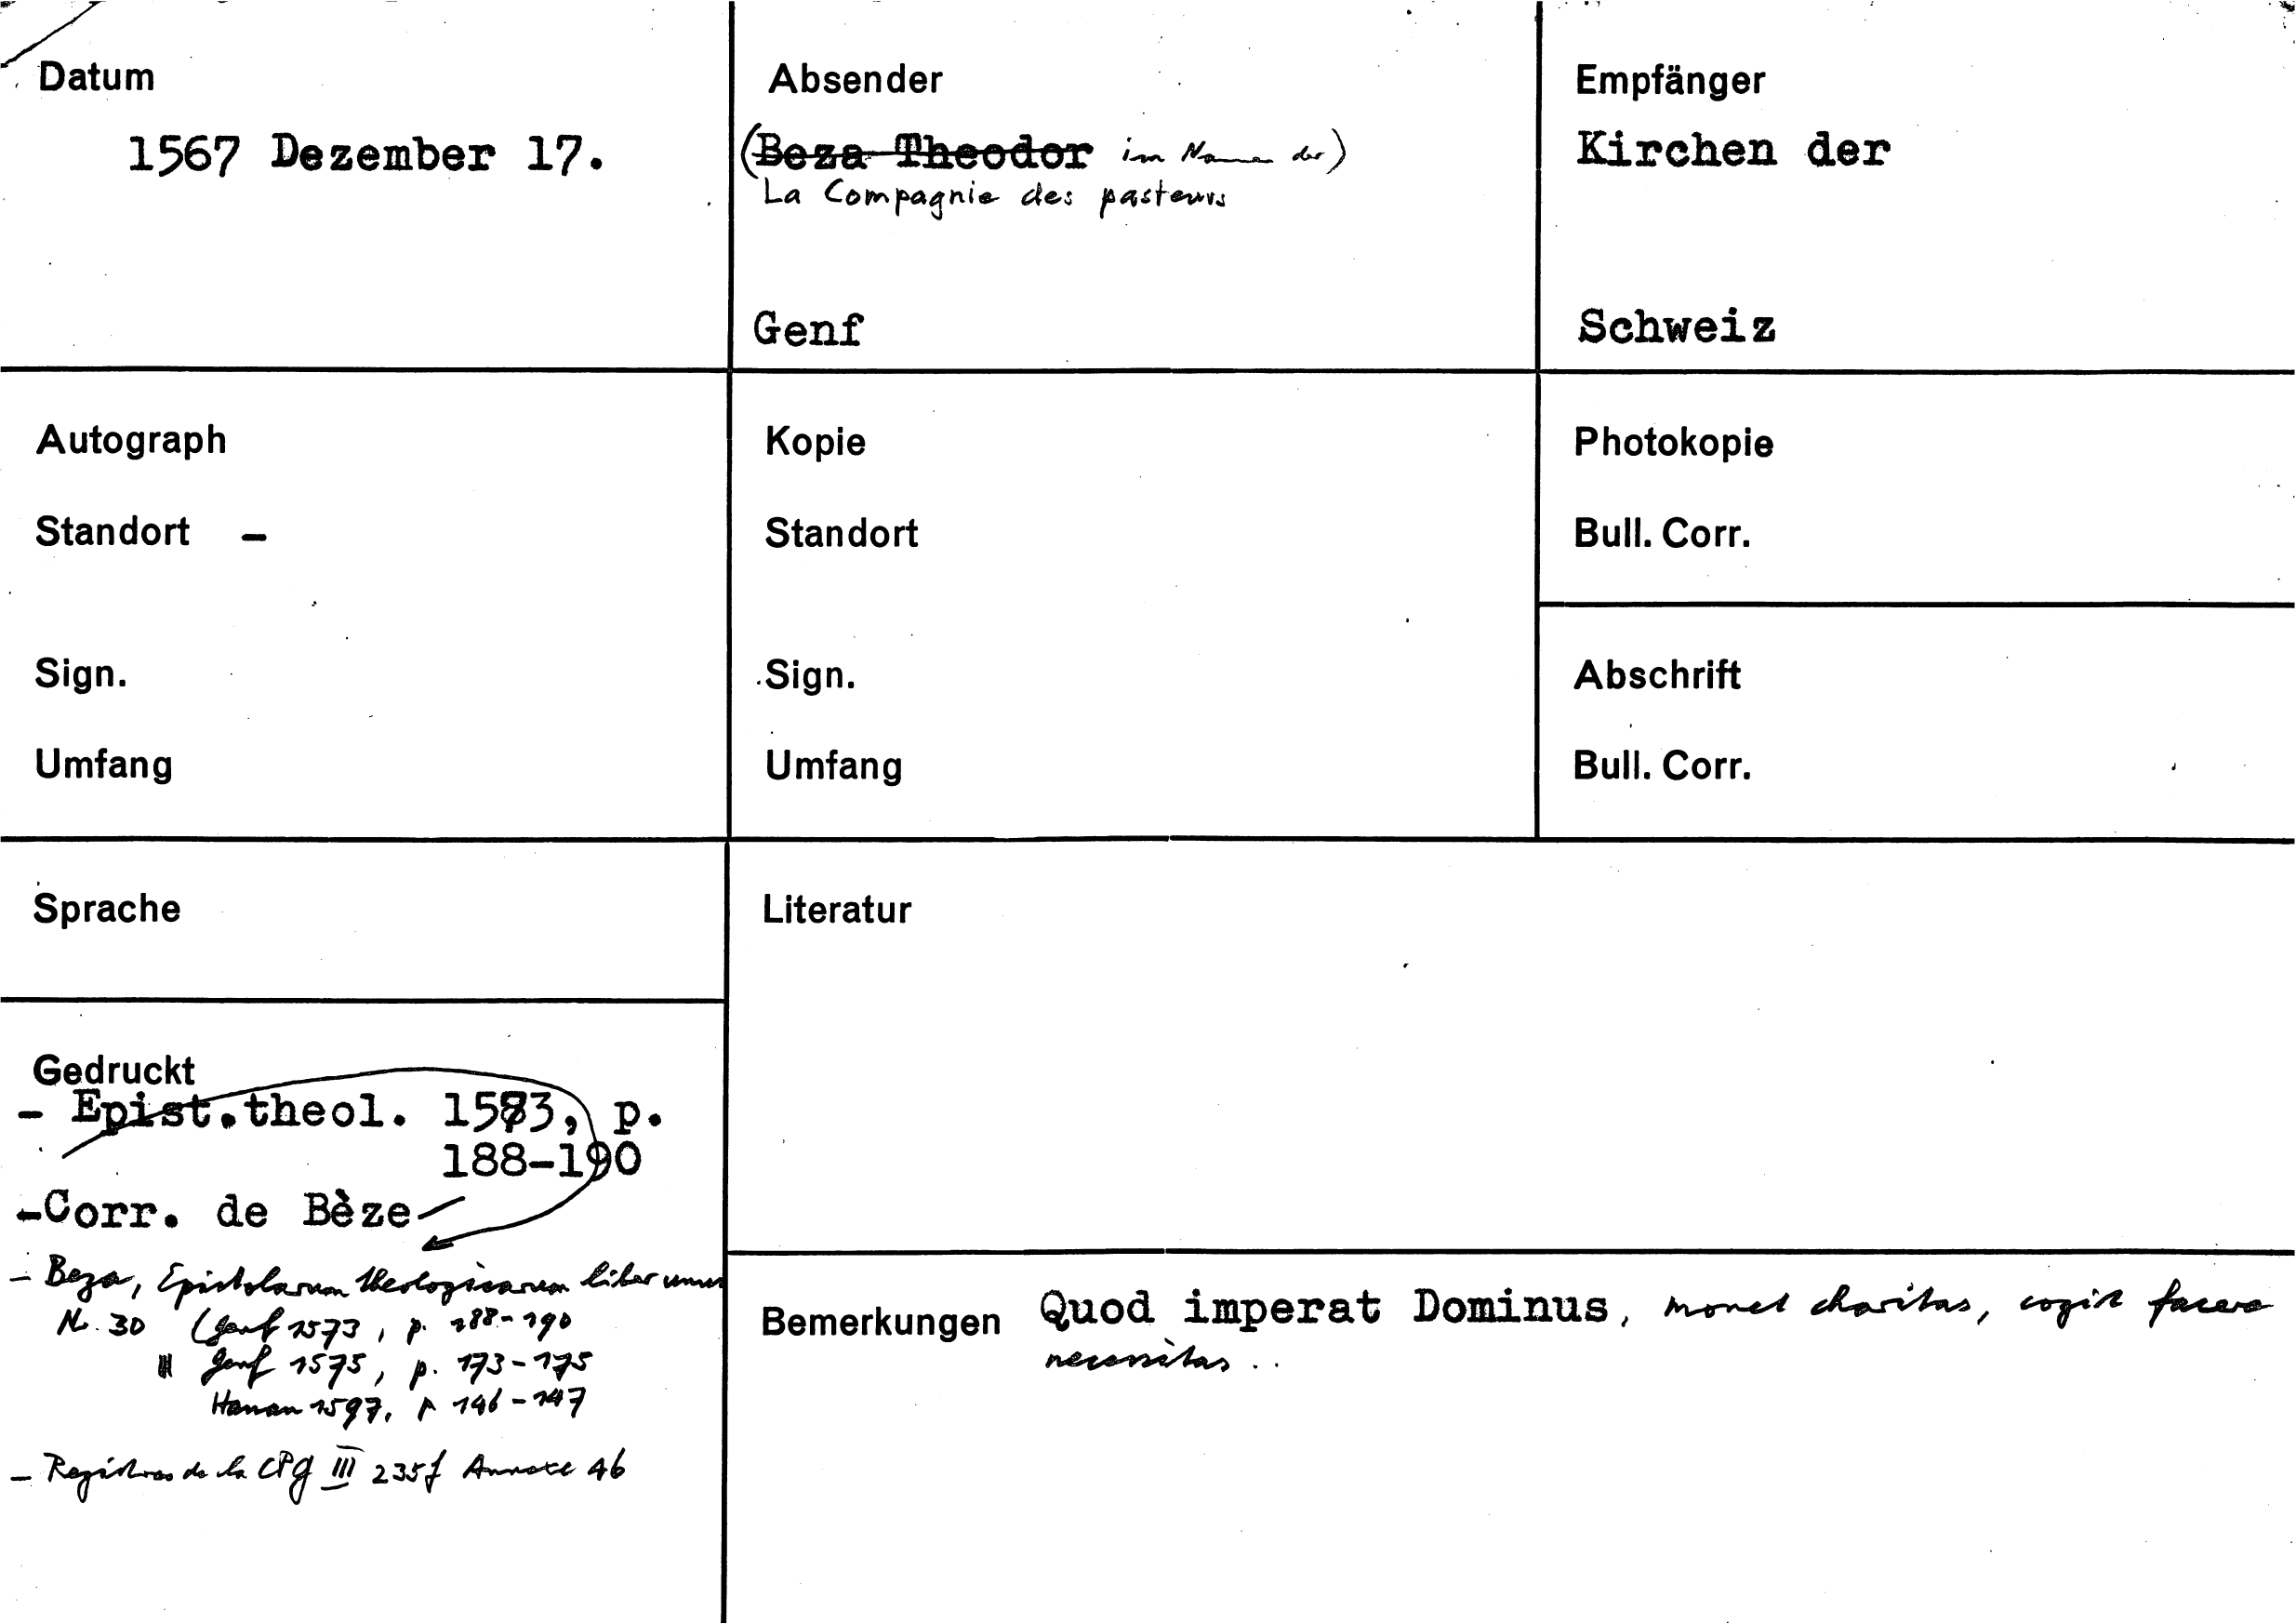 Datum
1567 Dezember 17.
Absender
(Beza Theodor im Namen der)
La Compagnie des pasteurs
Genf
Empfänger
Kirchen der
Schweiz
Autograph
Standort –
Sign.
Umfang
Kopie
Standort
Sign.
Umfang
Photokopie
Bull. Corr.
Abschrift
Bull. Corr.
Sprache
Literatur
Gedruckt
- Epist.theol. 1573, p.
188-190
-Corr. de Bèze
- Beza, Epistolarum theologicarum liber unus
Nr. 30 (Genf 1573, p. 188-190
Genf 1575, p. 173-175
Hanau 1597, p 146-147
- Registres de la CPG III 235f Annexe 46
Bemerkungen Quod imperat Dominus, monet charitas, cogit facere
necessitas ..